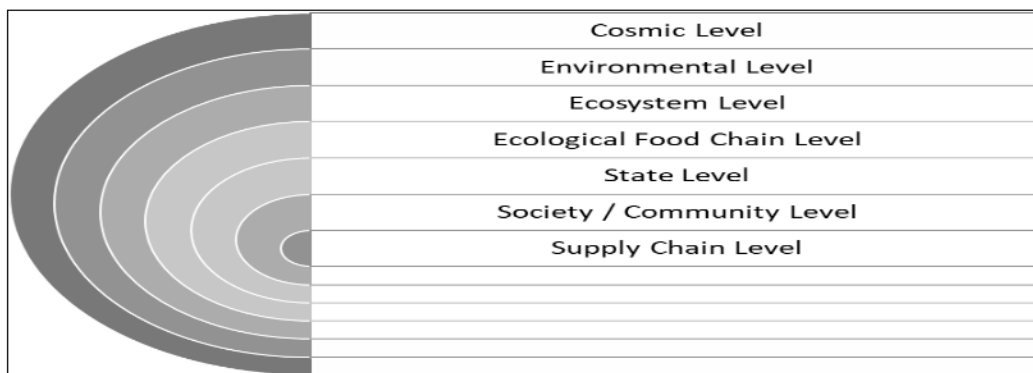 Cosmic Level
Environmental Level
Ecosystem Level
Ecological Food Chain Level
State Level
Society / Community Level
Supply Chain Level